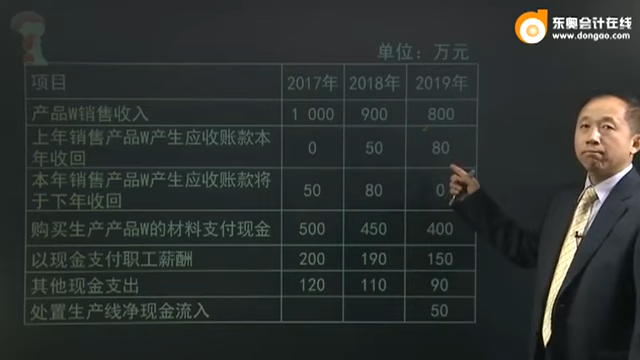 东奥会计在线
www.dongao.com
单位：万元
项目 2017年 2018年 2019年
产品W销售收入 1 000 900 800
上年销售产品W产生应收账款本
年收回 0 50 80
本年销售产品W产生应收账款将
于下年收回 50 80 0
购买生产产品W的材料支付现金 500 450 400
以现金支付职工薪酬 200 190 150
其他现金支出 120 110 90
处置生产线净现金流入 50